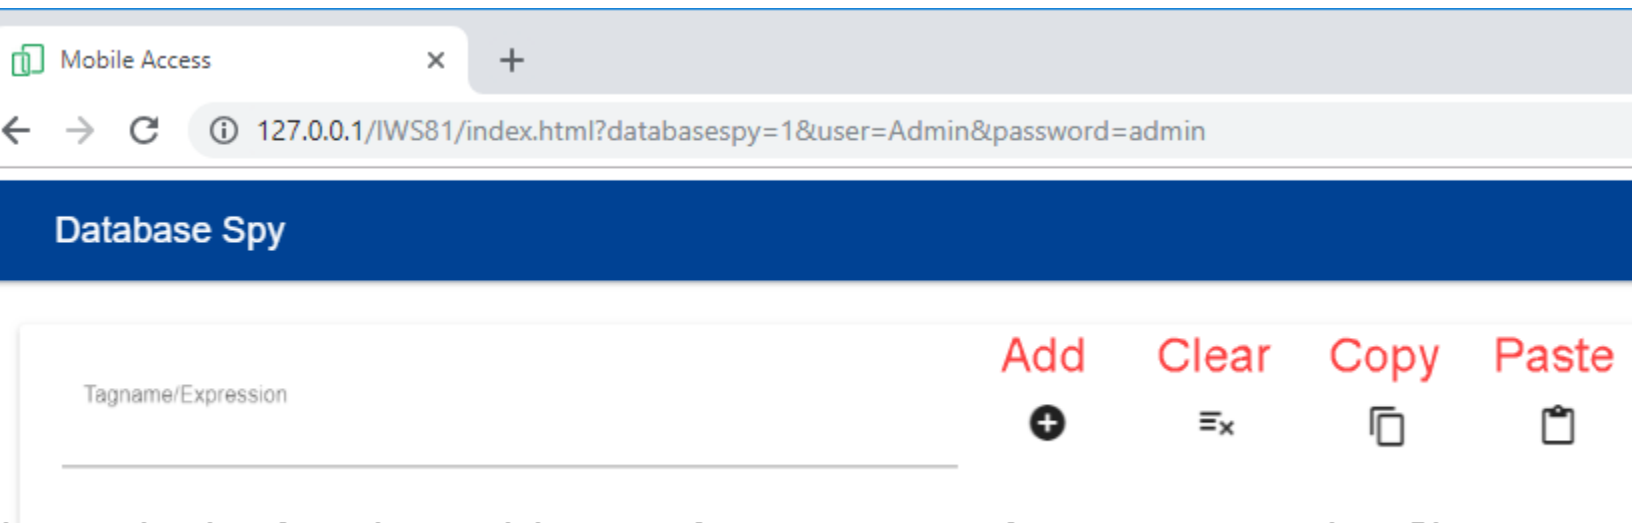 Mobile Access
127.0.0.1/IWS81/index.html?databasespy=1&user=Admin&password=admin
Database Spy
Add Clear Copy Paste
Tagname/Expression